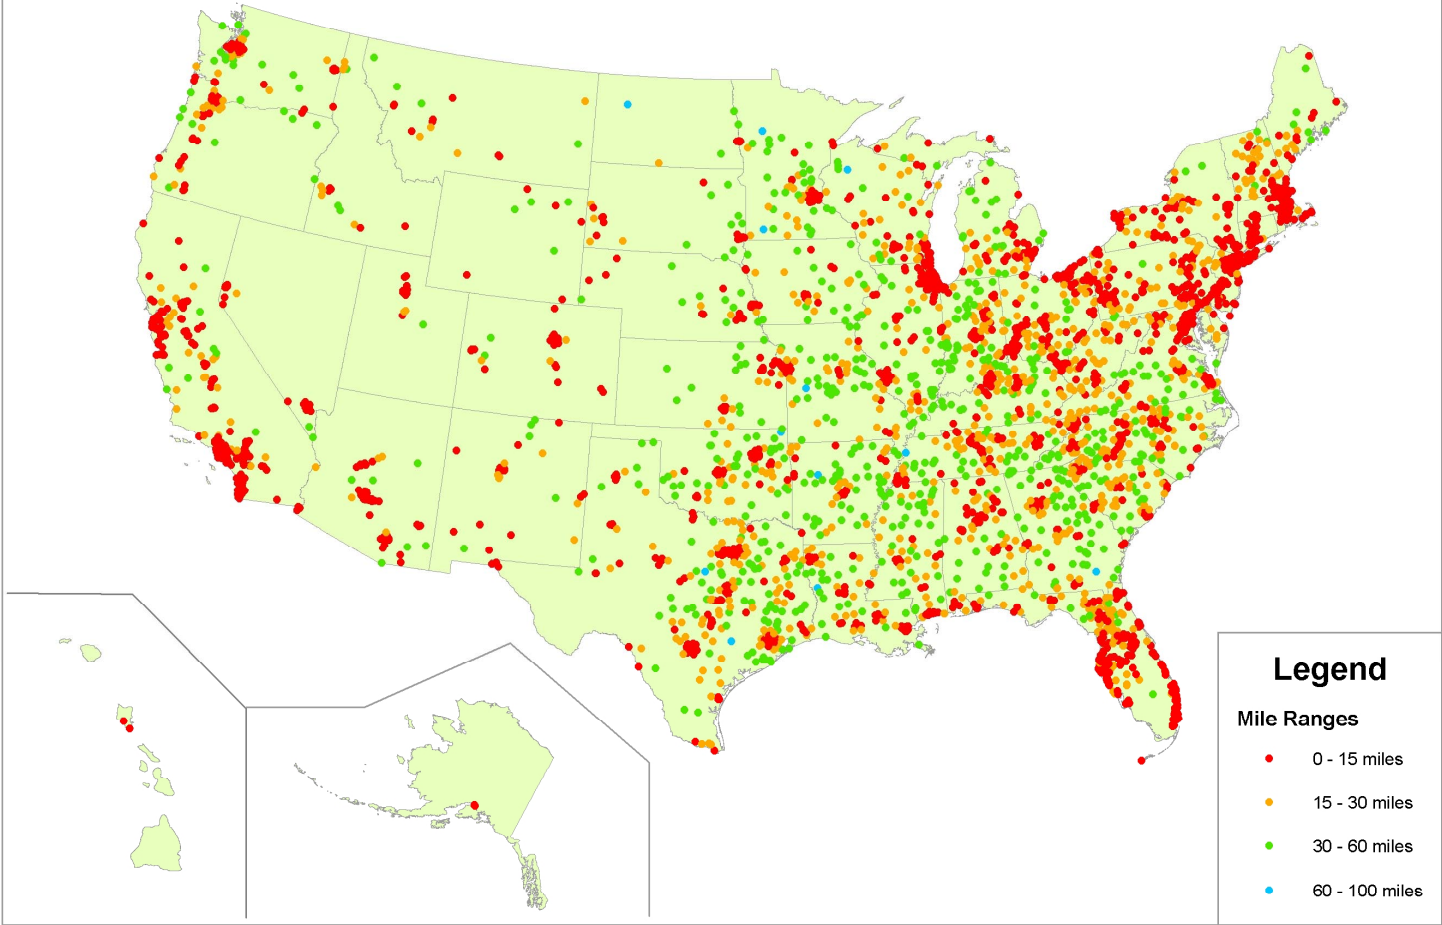 Legend
Mile Ranges
0 - 15 miles
15 - 30 miles
30 - 60 miles
60 - 100 miles